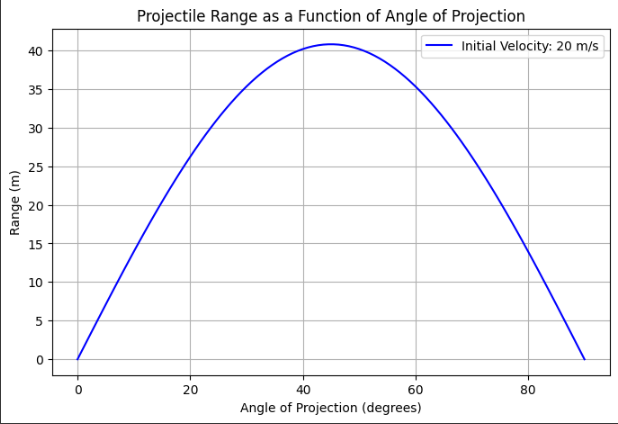 Projectile Range as a Function of Angle of Projection
Initial Velocity: 20 m/s
40
35
30
25
20
15
10
5
0
Range (m)
0 20 40 60 80
Angle of Projection (degrees)